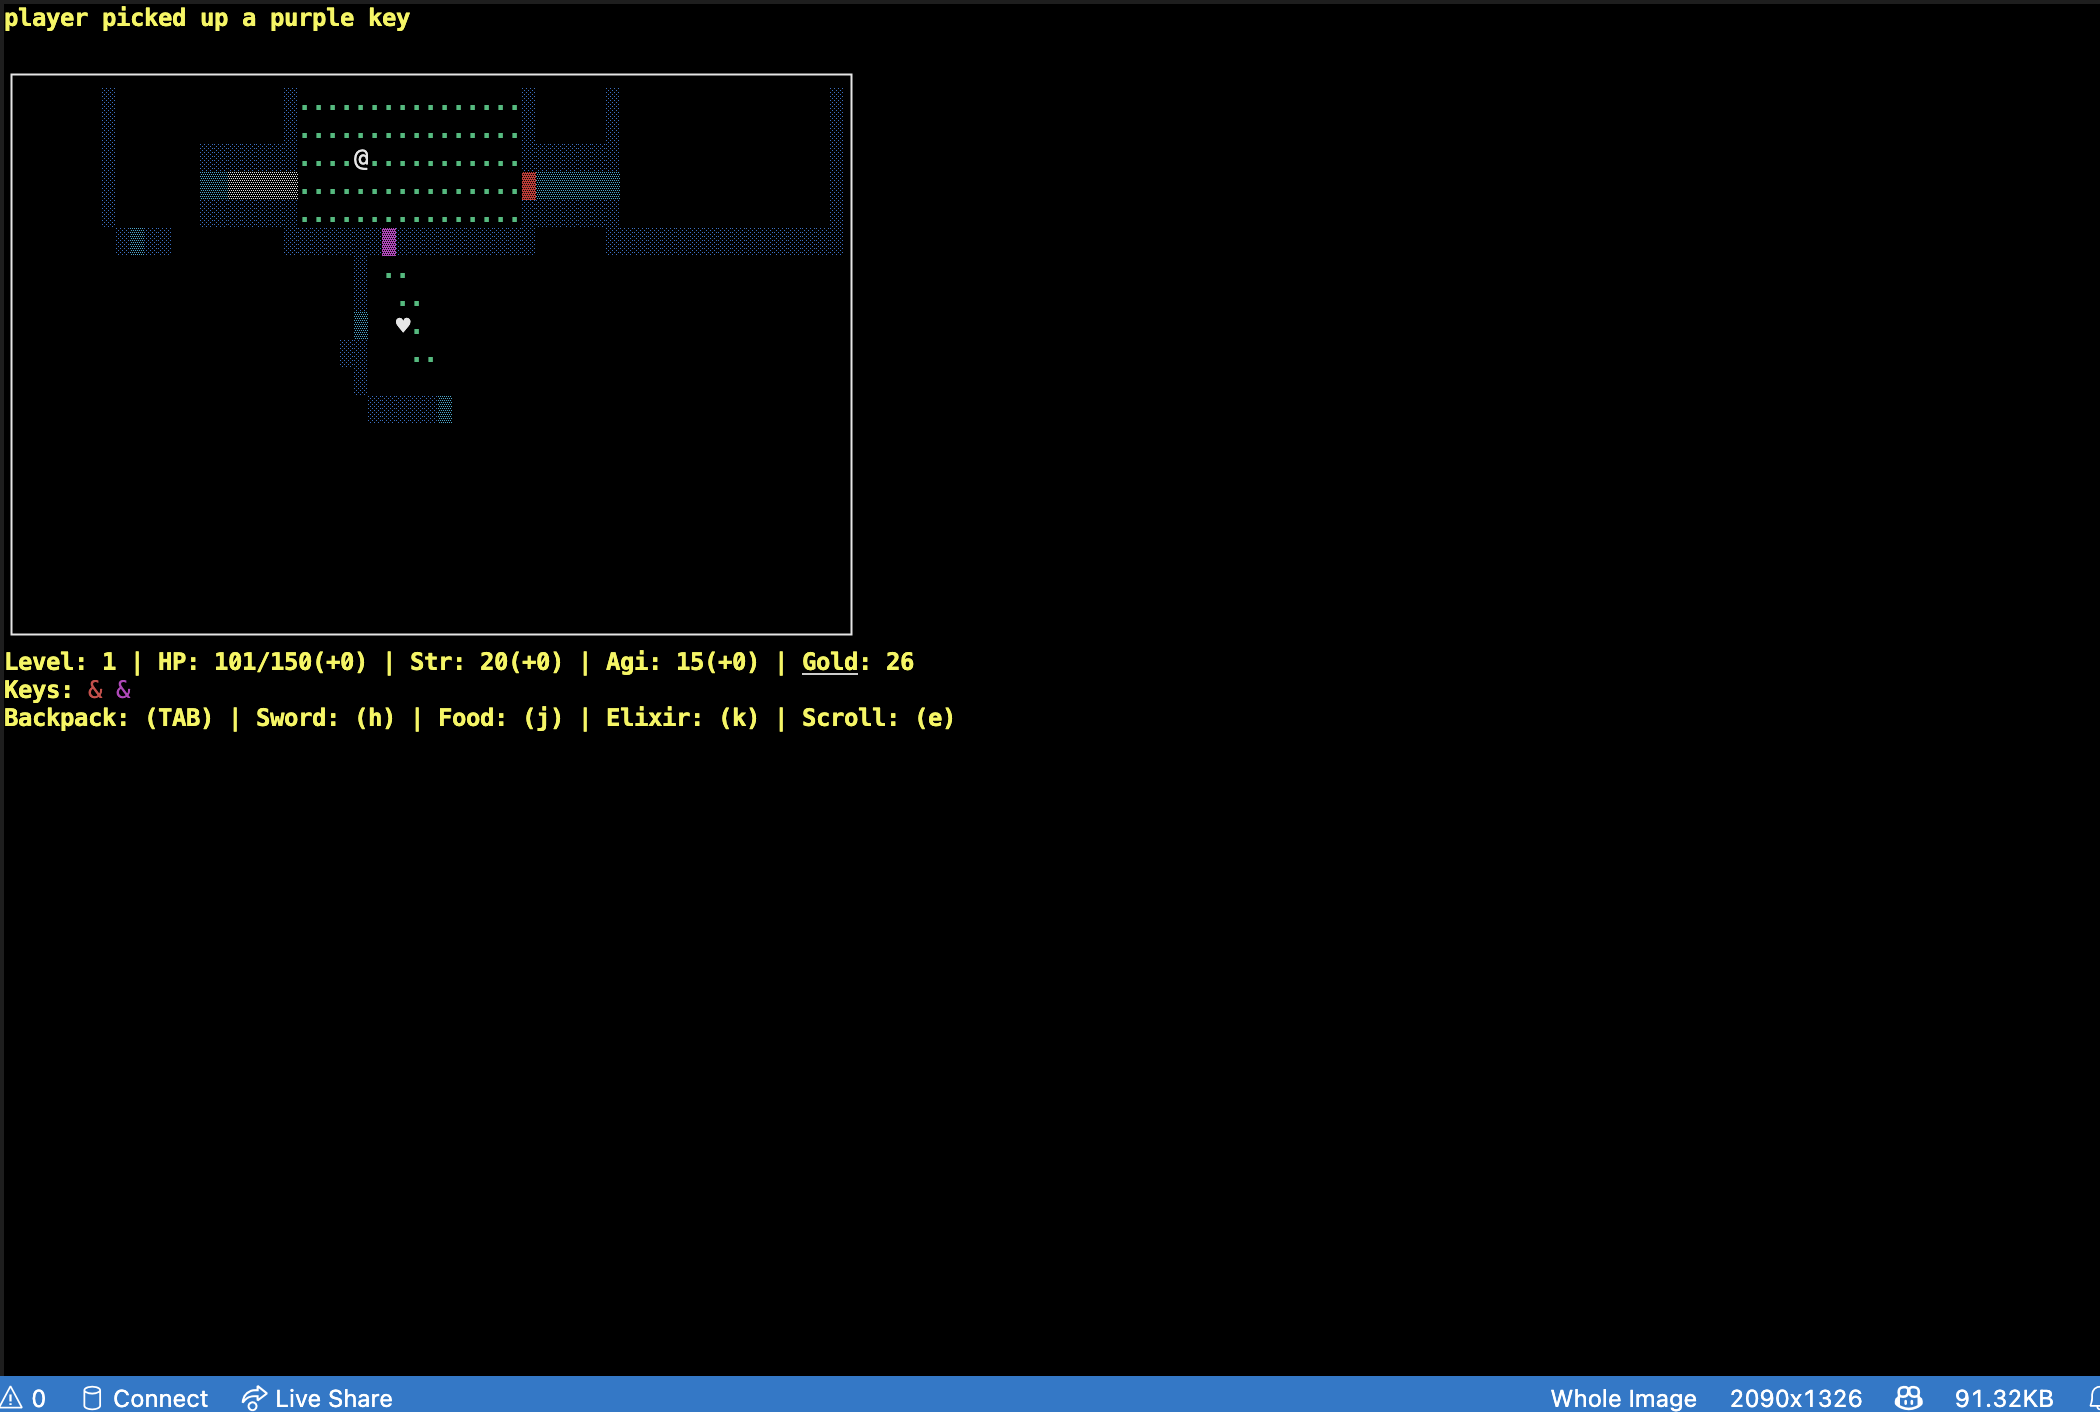 player picked up a purple key
..............
..............
....@..........
..............
..............
..
..
♥.
..
Level: 1 | HP: 101/150(+0) | Str: 20(+0) | Agi: 15(+0) | Gold: 26
Keys: & &
Backpack: (TAB) | Sword: (h) | Food: (j) | Elixir: (k) | Scroll: (e)
0 Connect Live Share Whole Image 2090x1326 91.32KB